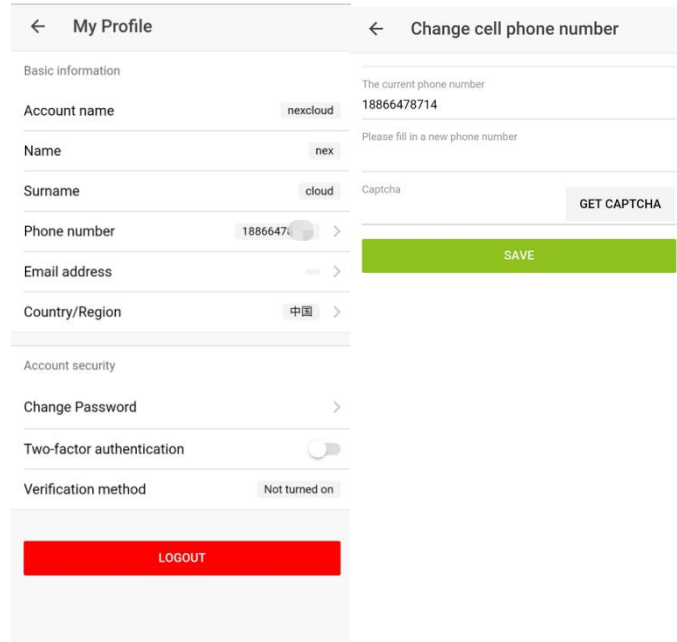 My Profile
Basic information
Account name nexcloud
Name nex
Surname cloud
Phone number 1886647
Email address
Country/Region 中国
Account security
Change Password
Two-factor authentication
Verification method Not turned on
LOGOUT
Change cell phone number
The current phone number
18866478714
Please fill in a new phone number
Captcha
GET CAPTCHA
SAVE